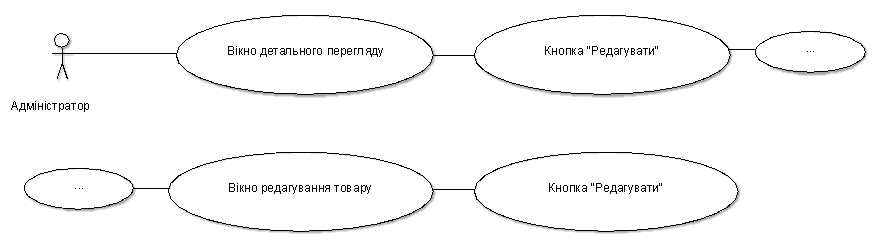 Вікно детального перегляду
Кнопка "Редагувати"
...
Адміністратор
...
Вікно редагування товару
Кнопка "Редагувати"